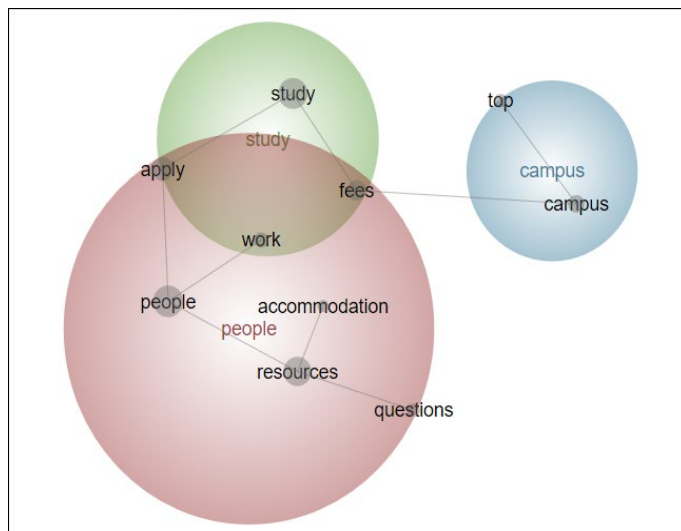 study
top
study
apply
campus
fees
campus
work
people
accommodation
people
resources
questions